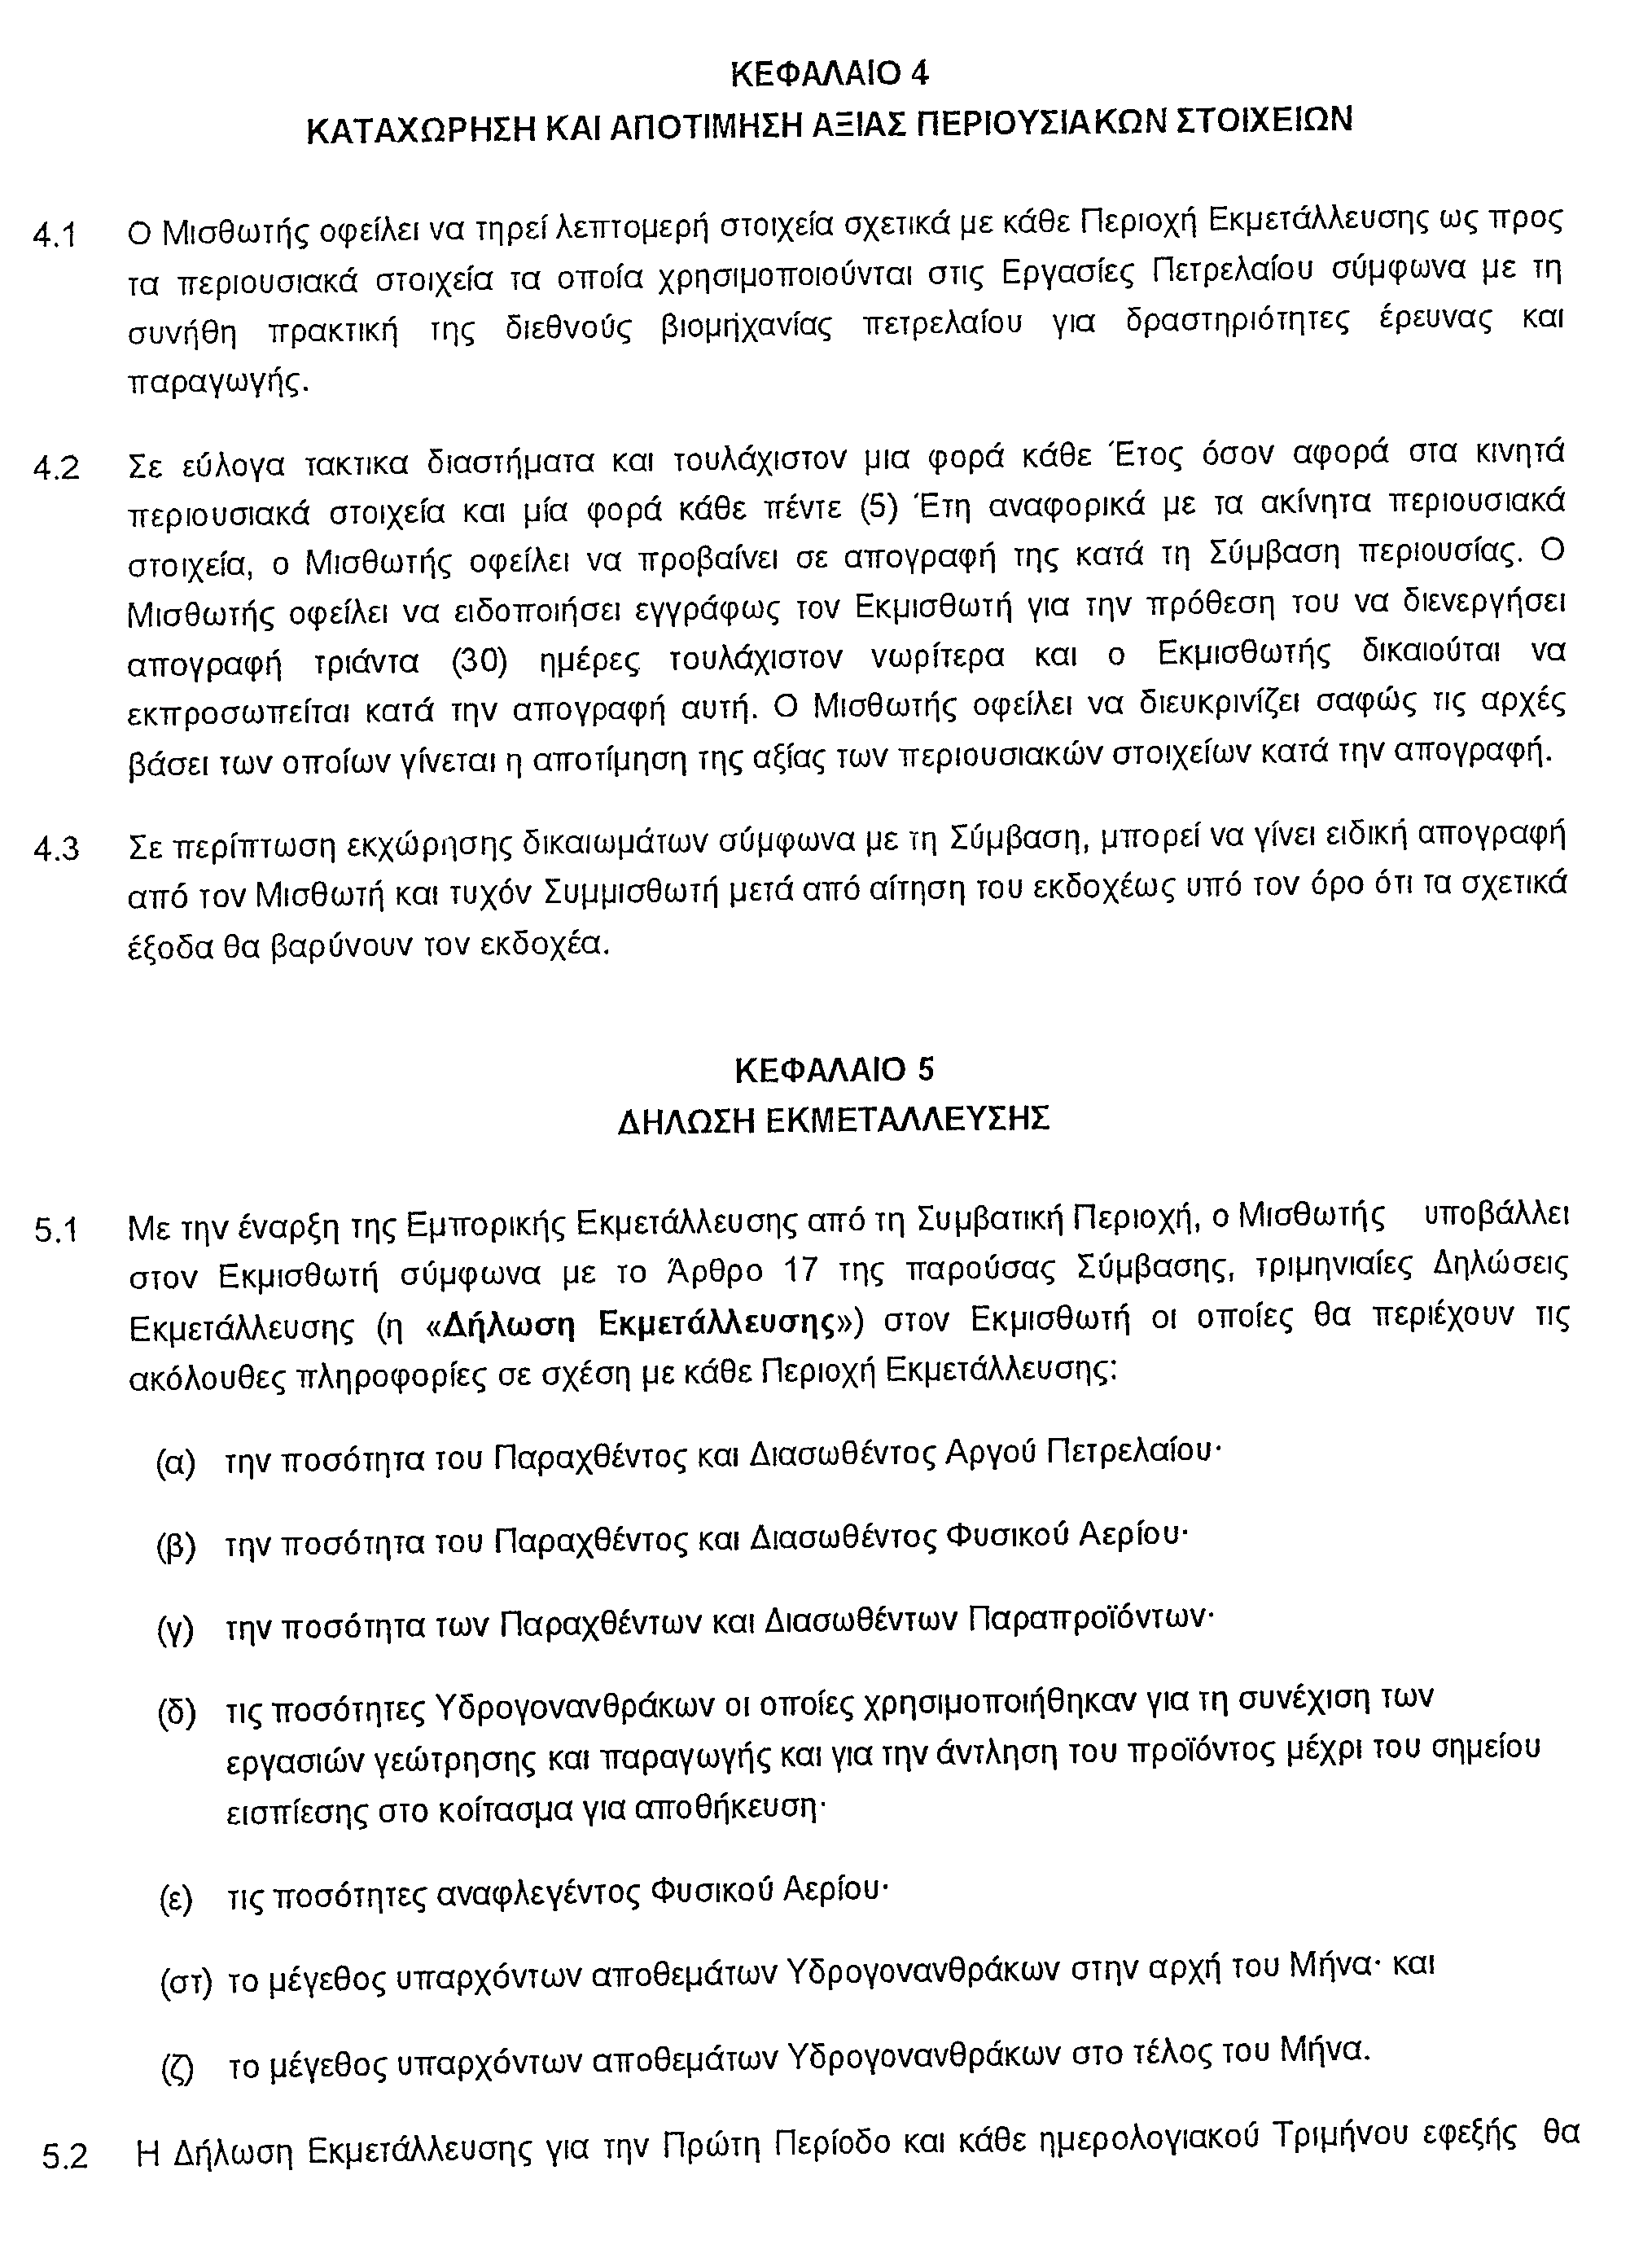 ΚΕΦΑΛΑΙΟ 4
ΚΑΤΑΧΩΡΗΣΗ ΚΑΙ ΑΠΟΤΙΜΗΣΗ ΑΞΙΑΣ ΠΕΡΙΟΥΣΙΑΚΩΝ ΣΤΟΙΧΕΙΩΝ
4.1 Ο Μισθωτής οφείλει να τηρεί λεπτομερή στοιχεία σχετικά με κάθε Περιοχή Εκμετάλλευσης ως προς
τα περιουσιακά στοιχεία τα οποία χρησιμοποιούνται στις Εργασίες Πετρελαίου σύμφωνα με τη
συνήθη πρακτική της διεθνούς βιομηχανίας πετρελαίου για δραστηριότητες έρευνας και
παραγωγής.
4.2 Σε εύλογα τακτικα διαστήματα και τουλάχιστον μια φορά κάθε Έτος όσον αφορά στα κινητά
περιουσιακά στοιχεία και μία φορά κάθε πέντε (5) Έτη αναφορικά με τα ακίνητα περιουσιακά
στοιχεία, ο Μισθωτής οφείλει να προβαίνει σε απογραφή της κατά τη Σύμβαση περιουσίας. Ο
Μισθωτής οφείλει να ειδοποιήσει εγγράφως τον Εκμισθωτή για την πρόθεση του να διενεργήσει
απογραφή τριάντα (30) ημέρες τουλάχιστον νωρίτερα και ο Εκμισθωτής δικαιούται να
εκπροσωπείται κατά την απογραφή αυτή. Ο Μισθωτής οφείλει να διευκρινίζει σαφώς τις αρχές
βάσει των οποίων γίνεται η αποτίμηση της αξίας των περιουσιακών στοιχείων κατά την απογραφή.
4.3 Σε περίπτωση εκχώρησης δικαιωμάτων σύμφωνα με τη Σύμβαση, μπορεί να γίνει ειδική απογραφή
από τον Μισθωτή και τυχόν Συμμισθωτή μετά από αίτηση του εκδοχέως υπό τον όρο ότι τα σχετικά
έξοδα θα βαρύνουν τον εκδοχέα.
ΚΕΦΑΛΑΙΟ 5
ΔΗΛΩΣΗ ΕΚΜΕΤΑΛΛΕΥΣΗΣ
5.1 Με την έναρξη της Εμπορικής Εκμετάλλευσης από τη Συμβατική Περιοχή, ο Μισθωτής υποβάλλει
στον Εκμισθωτή σύμφωνα με το Άρθρο 17 της παρούσας Σύμβασης, τριμηνιαίες Δηλώσεις
Εκμετάλλευσης (η «Δήλωση Εκμετάλλευσης») στον Εκμισθωτή οι οποίες θα περιέχουν τις
ακόλουθες πληροφορίες σε σχέση με κάθε Περιοχή Εκμετάλλευσης:
(α) την ποσότητα του Παραχθέντος και Διασωθέντος Αργού Πετρελαίου·
(β) την ποσότητα του Παραχθέντος και Διασωθέντος Φυσικού Αερίου·
(γ) την ποσότητα των Παραχθέντων και Διασωθέντων Παραπροϊόντων·
(δ) τις ποσότητες Υδρογονανθράκων οι οποίες χρησιμοποιήθηκαν για τη συνέχιση των
εργασιών γεώτρησης και παραγωγής και για την άντληση του προϊόντος μέχρι του σημείου
εισπίεσης στο κοίτασμα για αποθήκευση·
(ε) τις ποσότητες αναφλεγέντος Φυσικού Αερίου·
(στ) το μέγεθος υπαρχόντων αποθεμάτων Υδρογονανθράκων στην αρχή του Μήνα· και
(ζ) το μέγεθος υπαρχόντων αποθεμάτων Υδρογονανθράκων στο τέλος του Μήνα.
5.2 Η Δήλωση Εκμετάλλευσης για την Πρώτη Περίοδο και κάθε ημερολογιακού Τριμήνου εφεξής θα